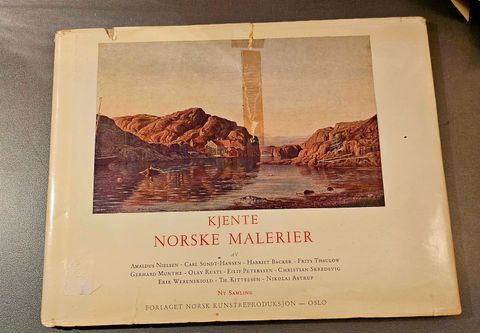 KJENTE
NORSKE MALERIER
AV
AMALDUS NIELSEN - CARL SUNDT-HANSEN - HARRIET BACKER - FRITS THAULOW
GERHARD MUNTHE - OLAV RUSTI - EILIF PETERSSEN - CHRISTIAN SKREDSVIG
ERIK WERENSKIOLD - TH. KITTELSEN - NIKOLAI ASTRUP
NY SAMLING
FORLAGET NORSK KUNSTREPRODUKSJON — OSLO